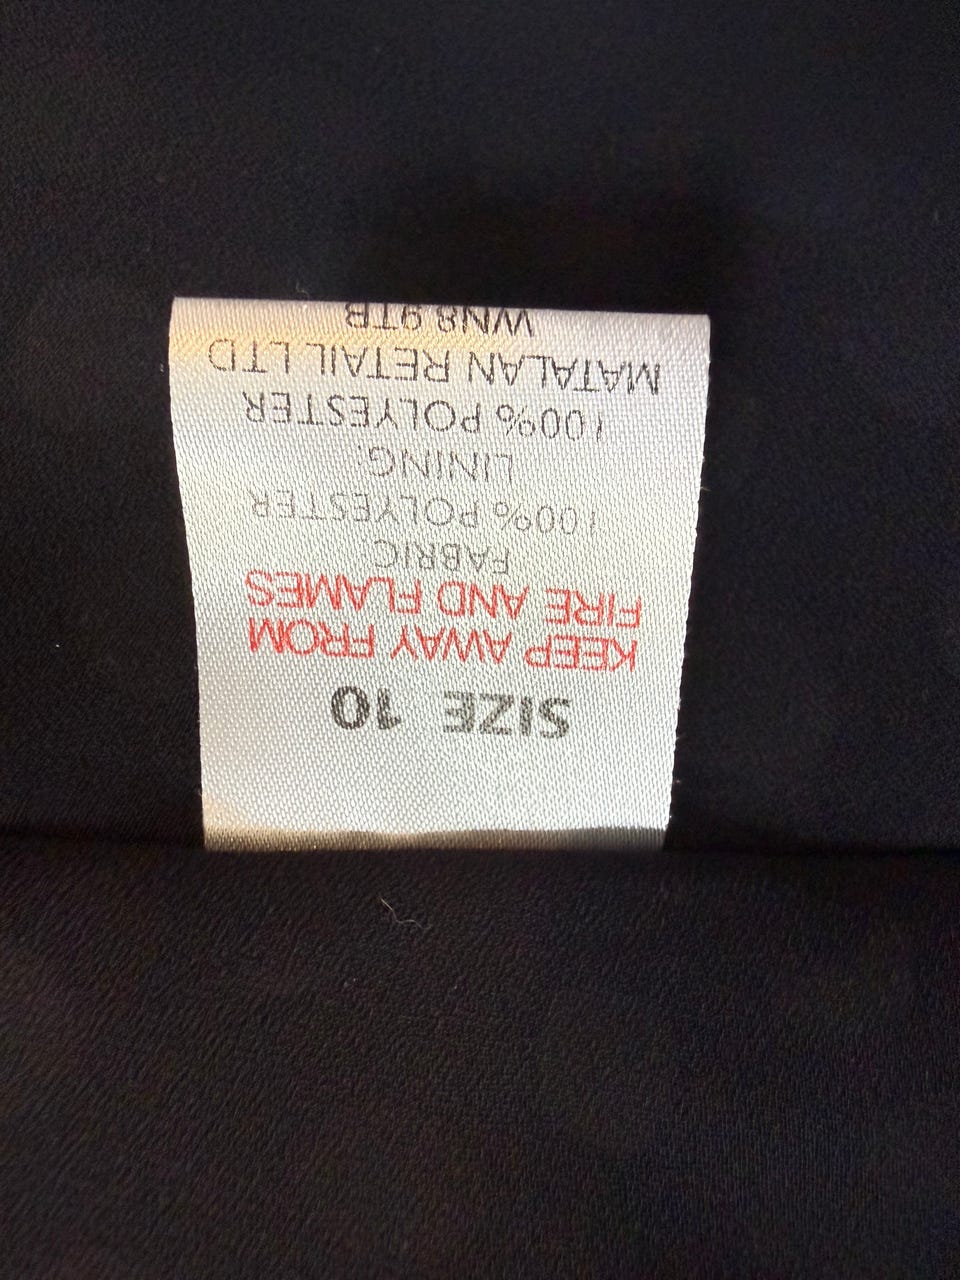 SIZE 10
KEEP AWAY FROM
FIRE AND FLAMES
FABRIC
100% POLYESTER
LINING:
100% POLYESTER
MATALAN RETAIL LTD
WN8 9TB